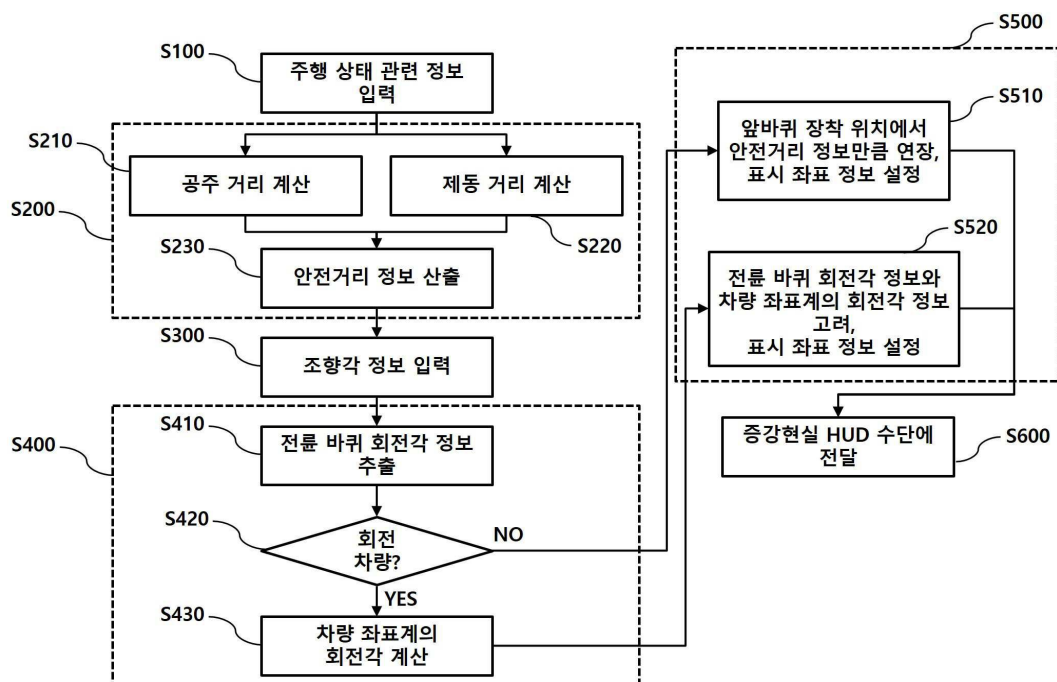 S100
주행 상태 관련 정보
입력
S210
공주 거리 계산
제동 거리 계산
S200
S220
S230
안전거리 정보 산출
S300
조향각 정보 입력
S400
S410
전륜 바퀴 회전각 정보
추출
S420
회전
차량?
NO
YES
S430
차량 좌표계의
회전각 계산
S500
S510
앞바퀴 장착 위치에서
안전거리 정보만큼 연장,
표시 좌표 정보 설정
S520
전륜 바퀴 회전각 정보와
차량 좌표계의 회전각 정보
고려,
표시 좌표 정보 설정
증강현실 HUD 수단에
전달
S600